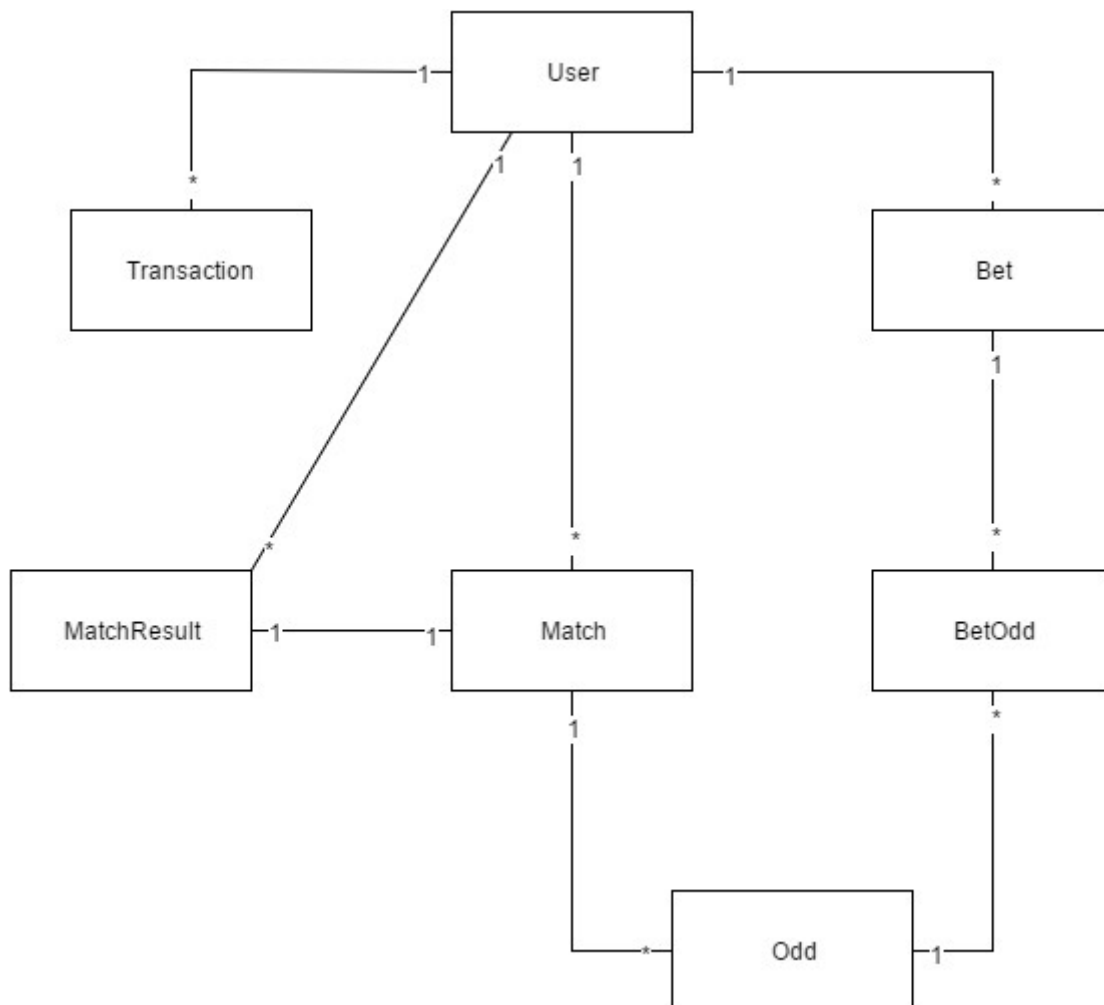 User
1
1
1
1
*
*
Transaction
Bet
1
*
*
*
MatchResult
1
1
Match
BetOdd
1
*
*
Odd
1